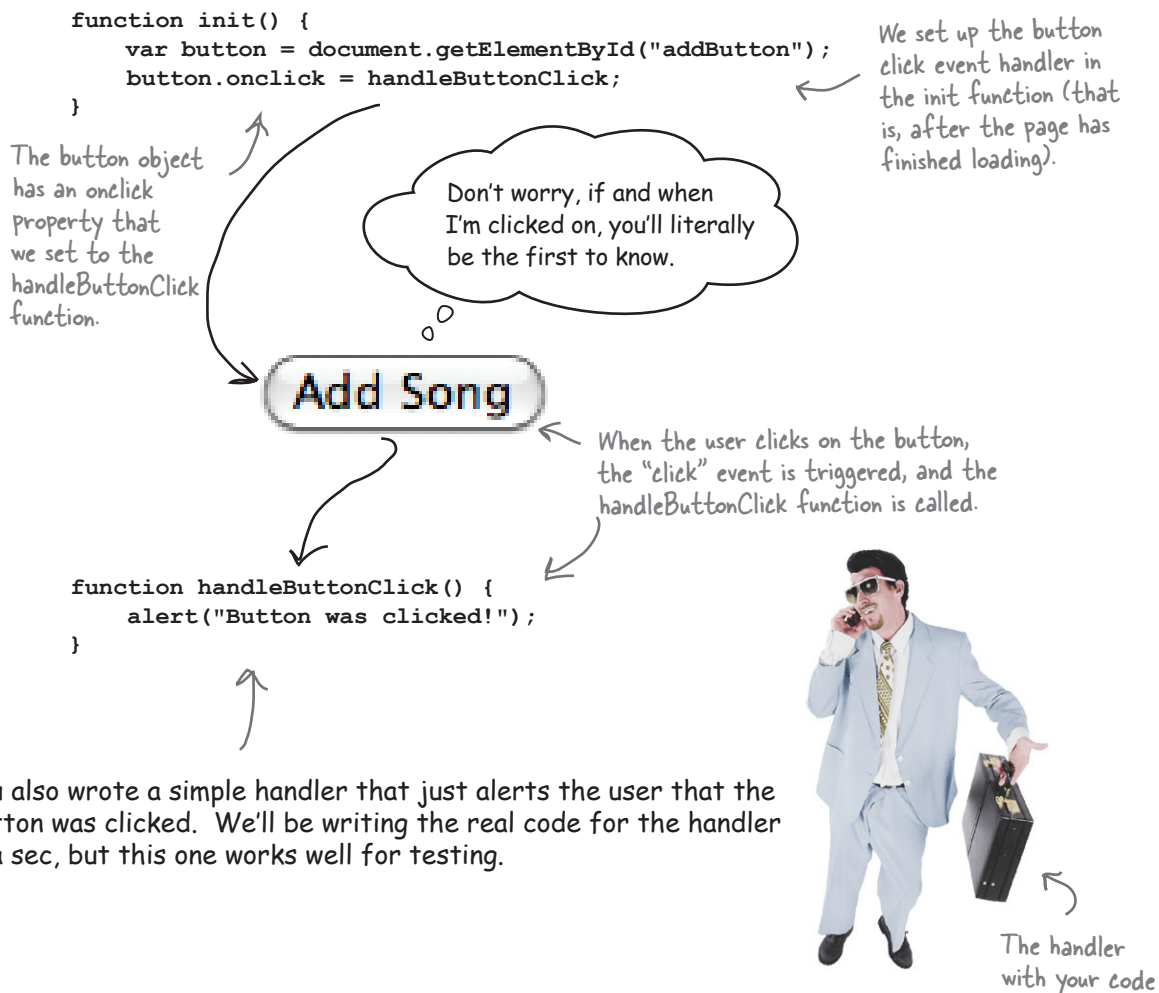 function init() {
var button = document.getElementById("addButton");
button.onclick = handleButtonClick;
}
We set up the button
click event handler in
the init function (that
is, after the page has
finished loading).
The button object
has an onclick
property that
we set to the
handleButtonClick
function.
Don't worry, if and when
I'm clicked on, you'll literally
be the first to know.
Add Song
When the user clicks on the button,
the "click" event is triggered, and the
handleButtonClick function is called.
function handleButtonClick() {
alert("Button was clicked!");
}
also wrote a simple handler that just alerts the user that the
was clicked. We'll be writing the real code for the handler
sec, but this one works well for testing.
The handler
with your code